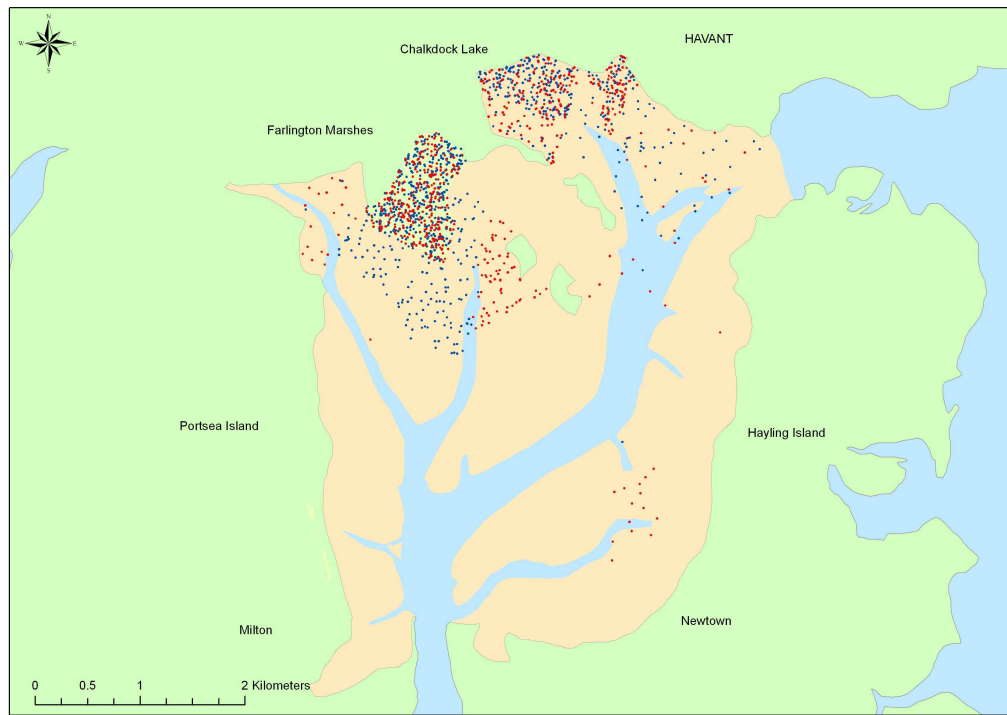 N
W E
S
HAVANT
Chalkdock Lake
Farlington Marshes
Portsea Island
Hayling Island
Milton
Newtown
0 0.5 1 2 Kilometers